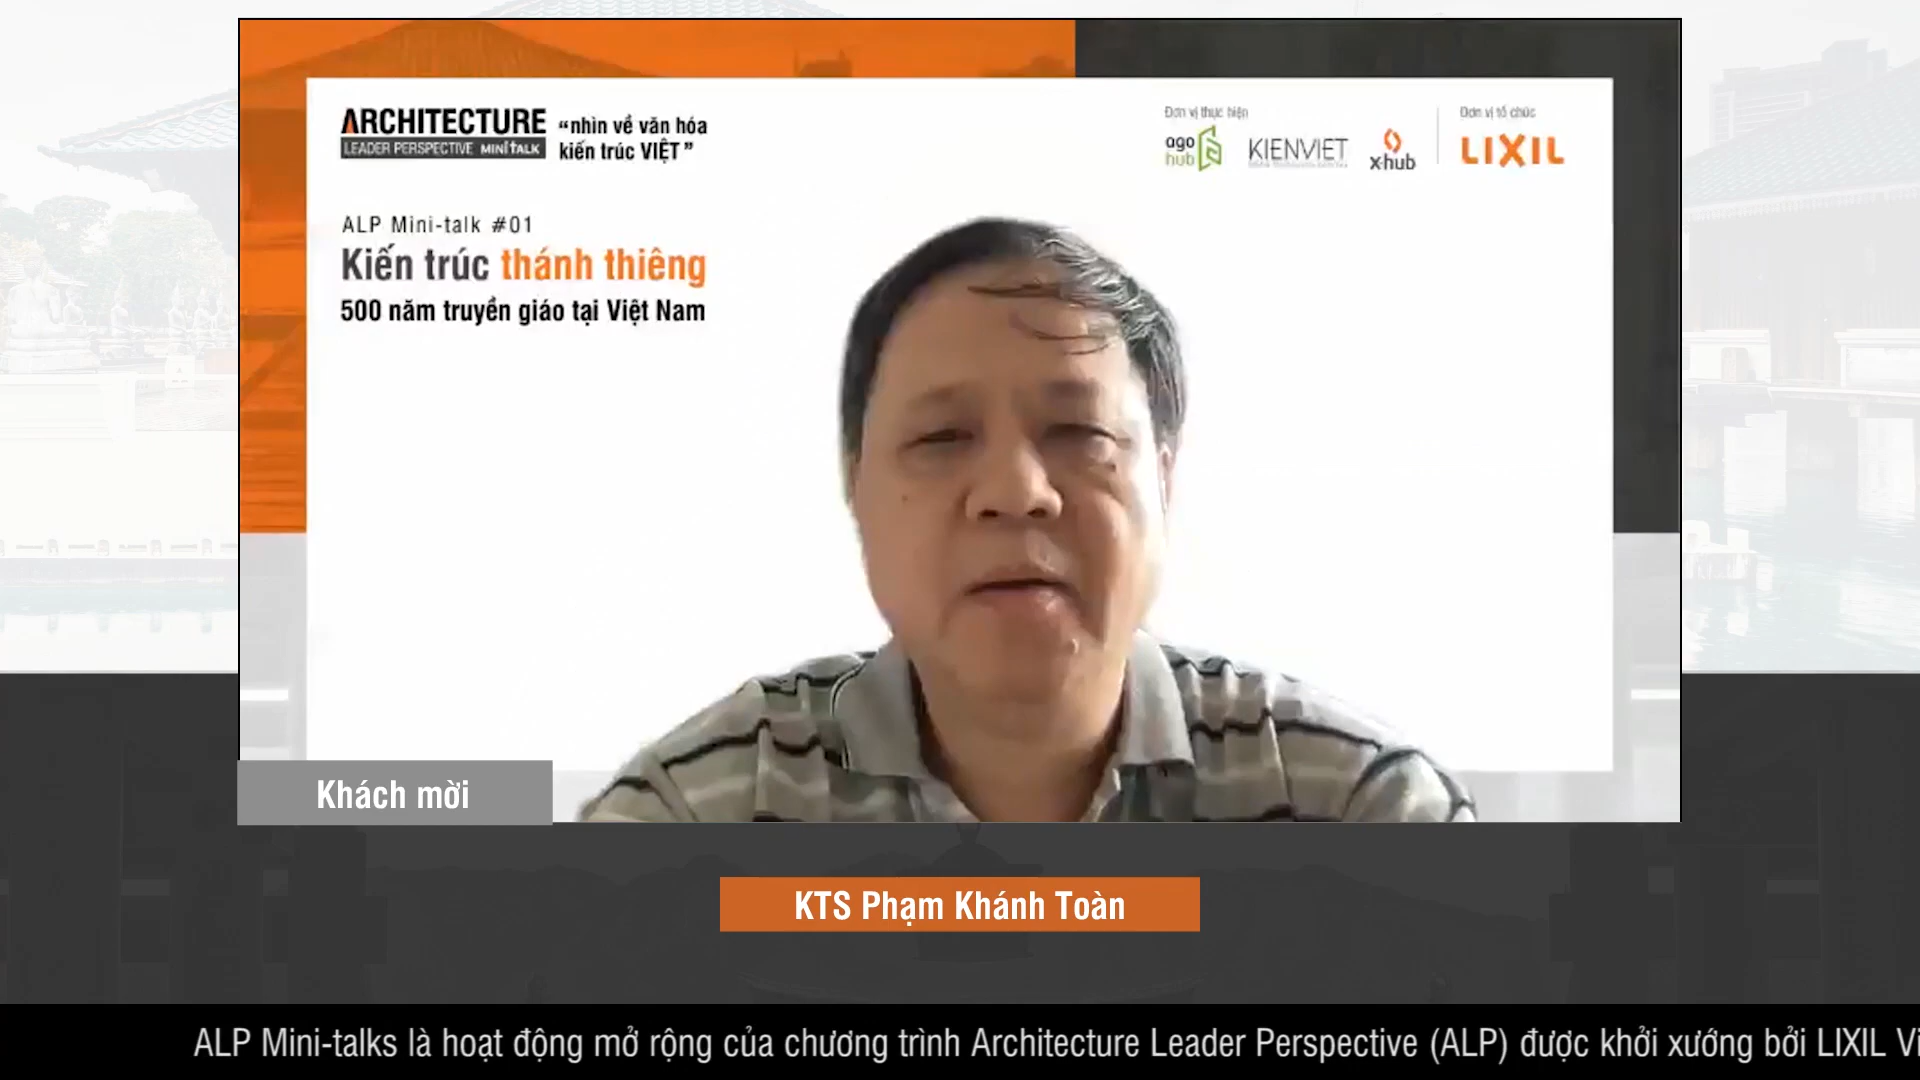 ARCHITECTURE
LEADER PERSPECTIVE MINITALK
“nhìn về văn hóa
kiến trúc VIỆT”
Đơn vị thực hiện
ago
hub
KIENVIET
x-hub
Đơn vị tổ chức
LIXIL
ALP Mini-talk #01
Kiến trúc thánh thiêng
500 năm truyền giáo tại Việt Nam
Khách mời
KTS Phạm Khánh Toàn
ALP Mini-talks là hoạt động mở rộng của chương trình Architecture Leader Perspective (ALP) được khởi xướng bởi LIXIL Vi